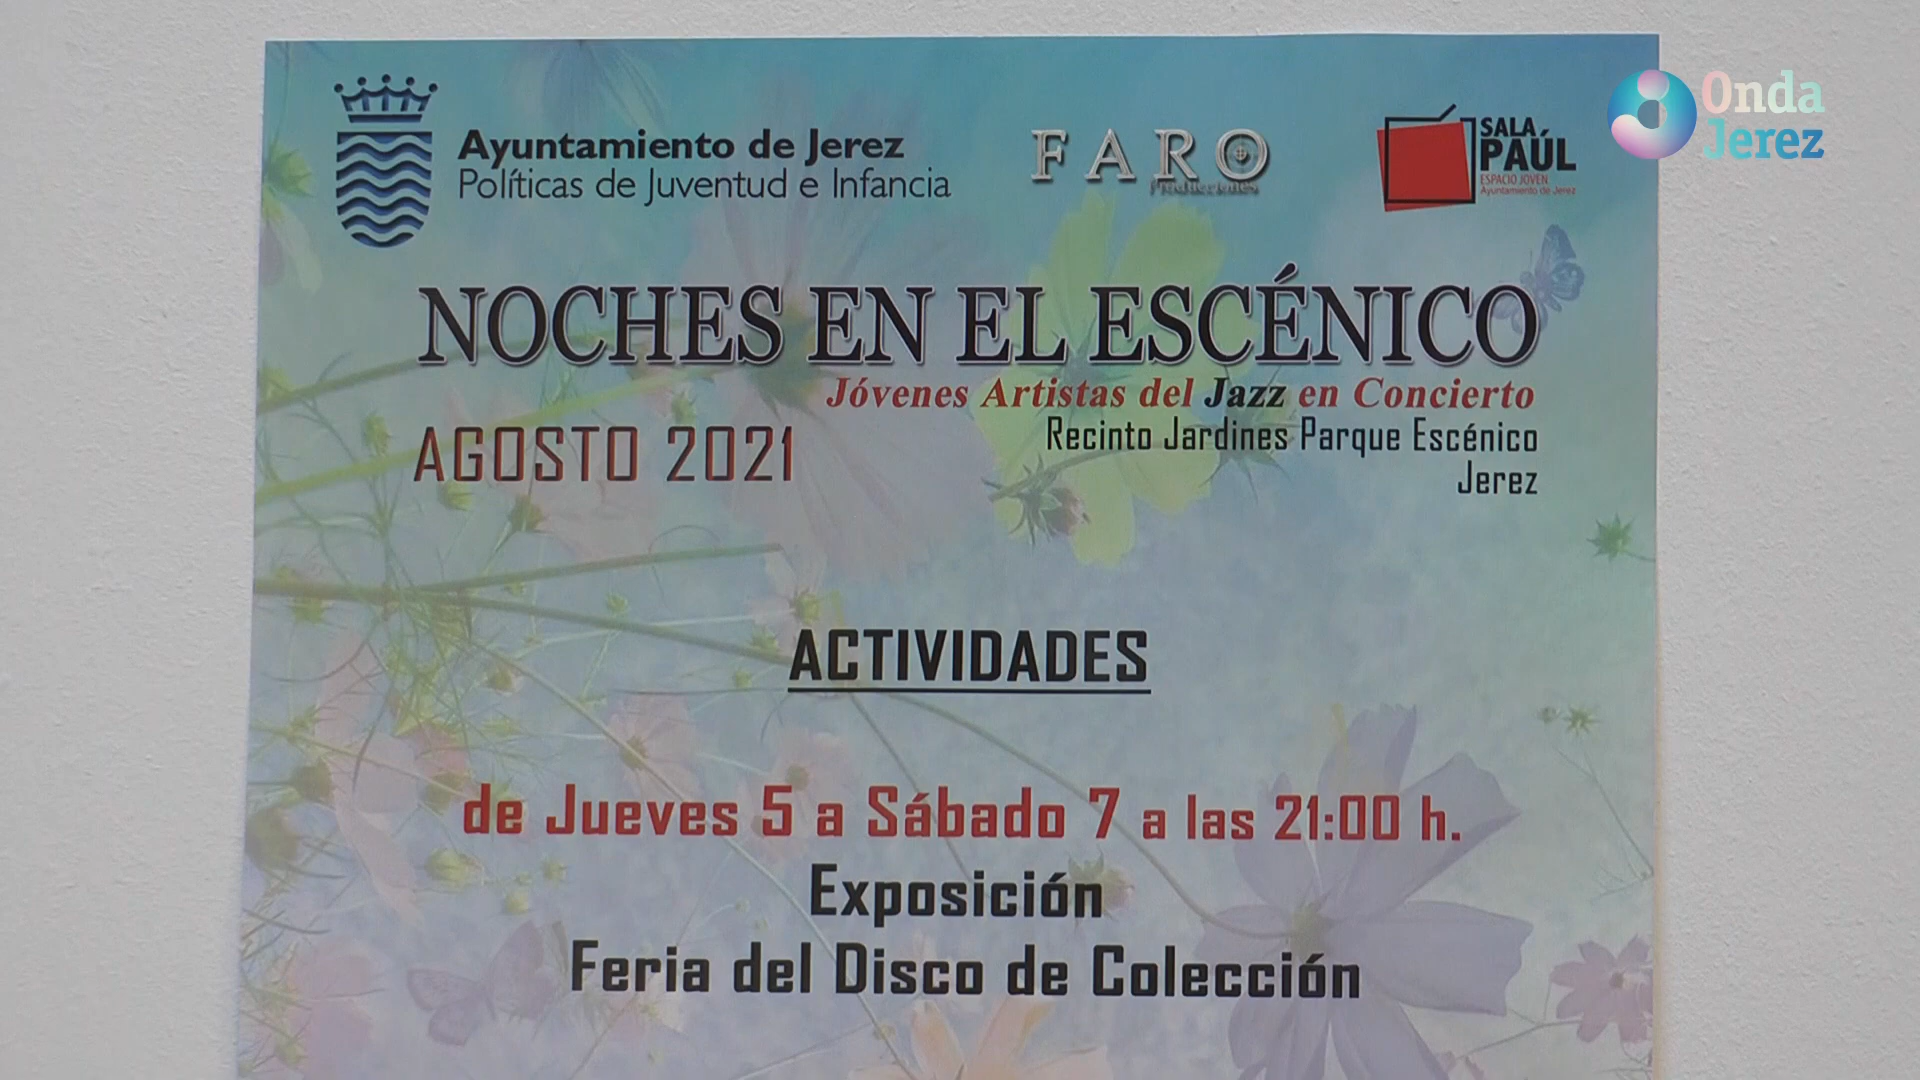 Ayuntamiento de Jerez
Políticas de Juventud e Infancia
FARO
Producciones
SALA
PAÚL
ESPACIO JOVEN
Ayuntamiento de Jerez
Onda
Jerez
NOCHES EN EL ESCÉNICO
Jóvenes Artistas del Jazz en Concierto
AGOSTO 2021
Recinto Jardines Parque Escénico
Jerez
ACTIVIDADES
de Jueves 5 a Sábado 7 a las 21:00 h.
Exposición
Feria del Disco de Colección